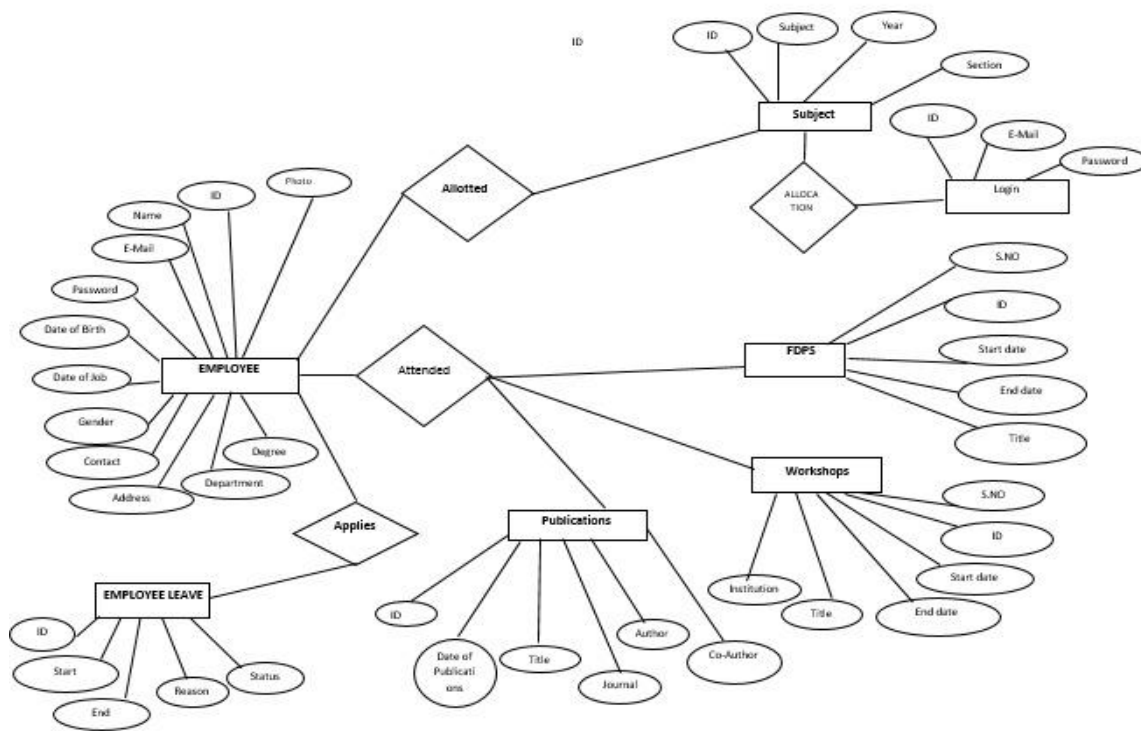 ID
ID
Subject
Year
Section
Subject
ID
E-Mail
Password
Login
ALLOCA
TION
Allotted
Photo.
ID
Name
E-Mail
Password
Date of Birth
Date of Job
Gender
Contact
Address
Department
Degree
EMPLOYEE
Attended
FDPS
S.NO
ID
Start date
End date
Title
Workshops
S.NO
ID
Start date
End date
Title
Institution
Publications
ID
Date of
Publicati
ons
Title
Journal
Author
Co-Author
Applies
EMPLOYEE LEAVE
ID
Start
End
Reason
Status